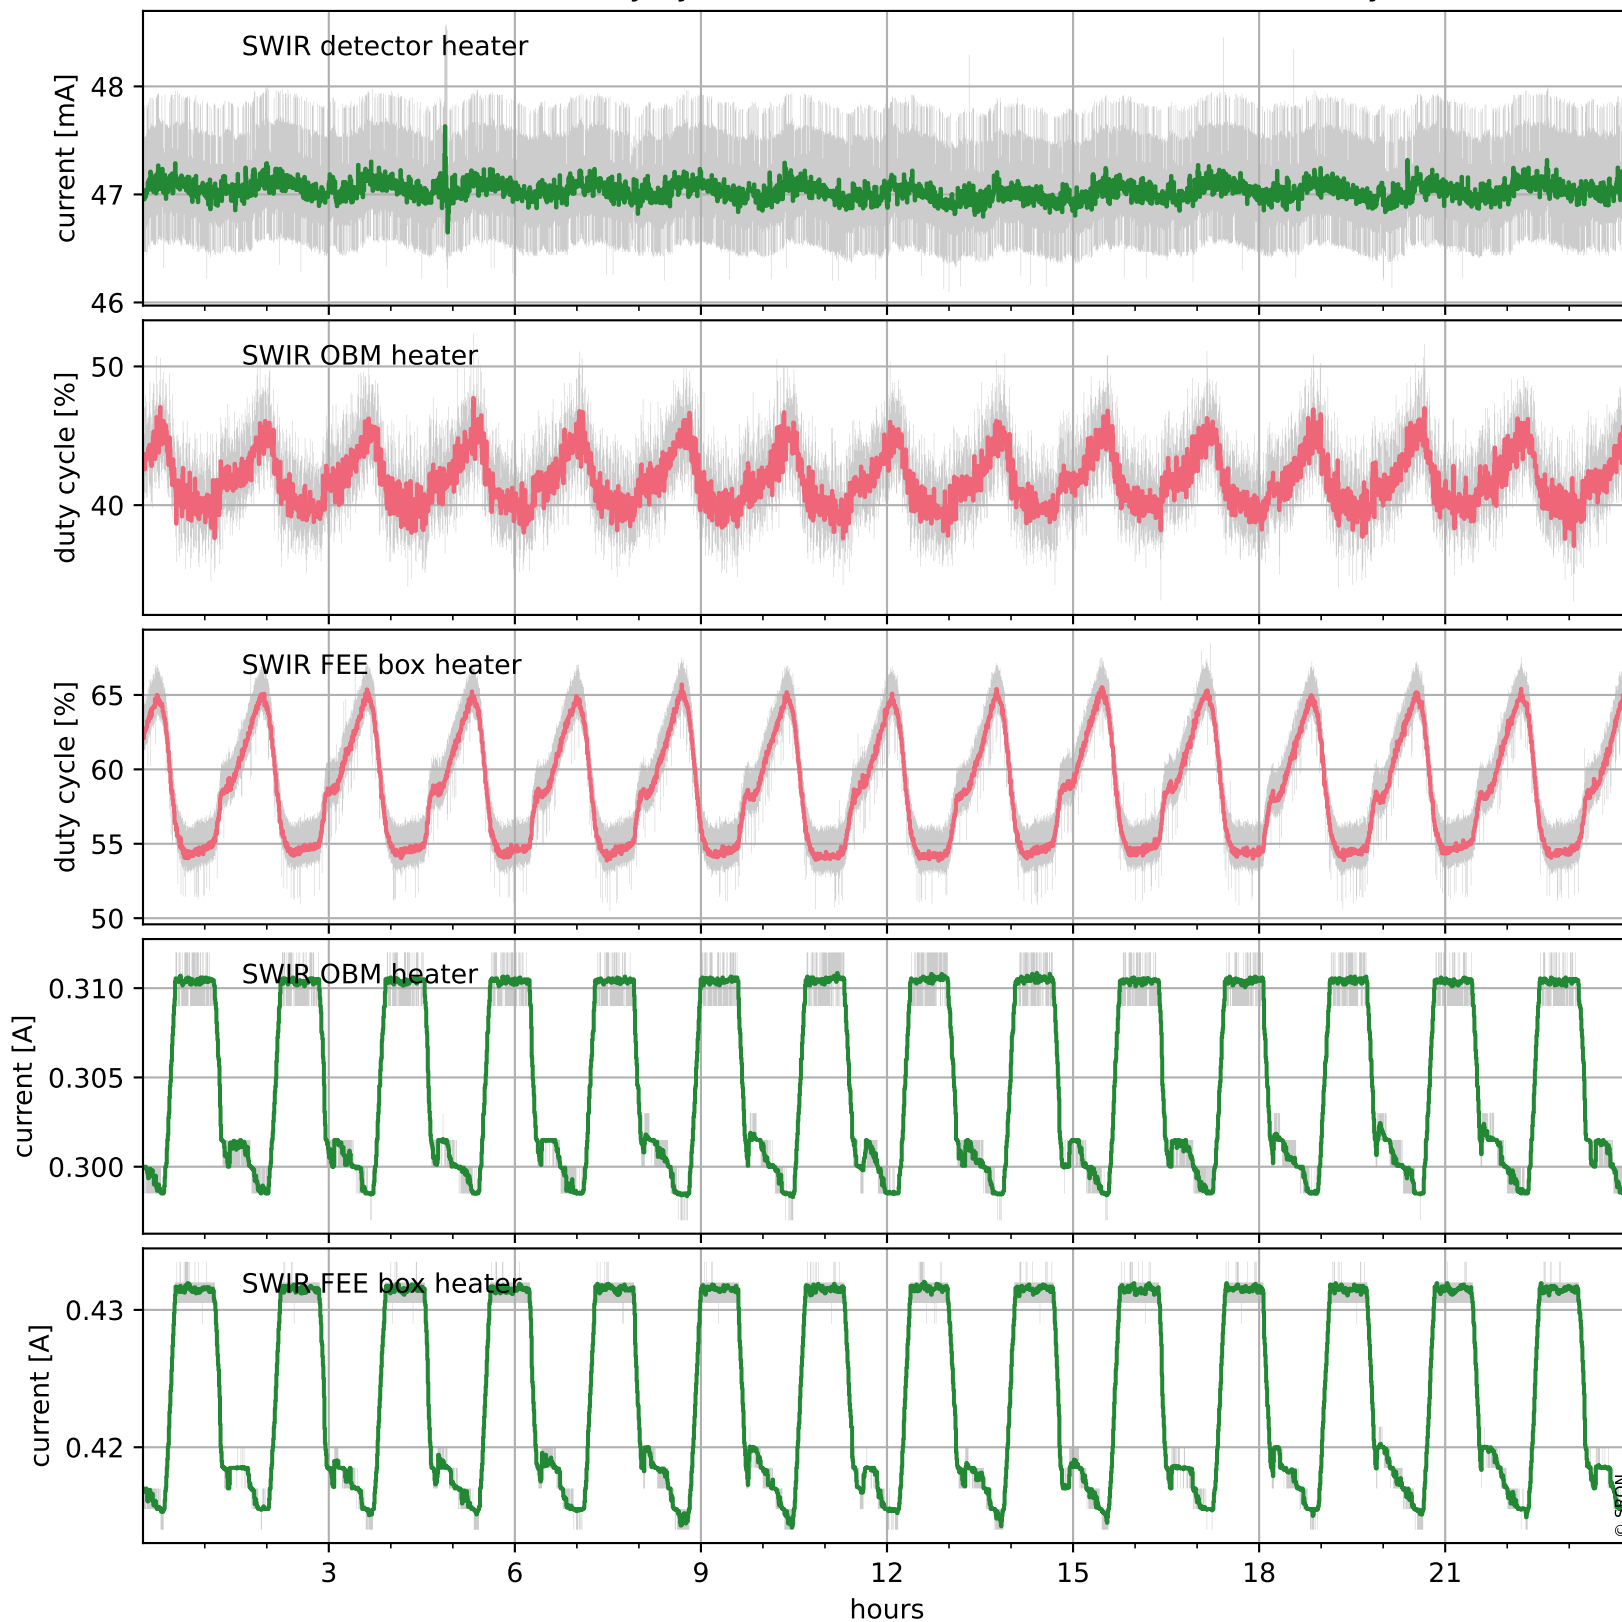 SWIR detector heater
current [mA]
48
47
46
SWIR OBM heater
duty cycle [%]
50
40
SWIR FEE box heater
duty cycle [%]
65
60
55
50
SWIR OBM heater
current [A]
0.310
0.305
0.300
SWIR FEE box heater
current [A]
0.43
0.42
3 6 9 12 15 18 21
hours
© SRON